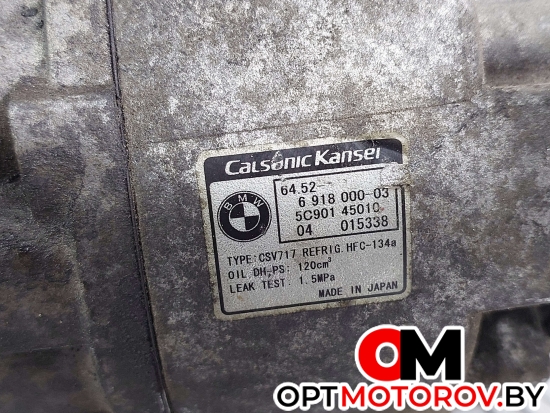 Calsonic Kansei
BMW
64.52-
6 918 000-03
5C901 45010
04 015338
TYPE:CSV717 REFRIG.HFC-134a
OIL.DH-PS: 120cm³
LEAK TEST: 1.5MPa
MADE IN JAPAN
OM
OPTMOTOROV.BY